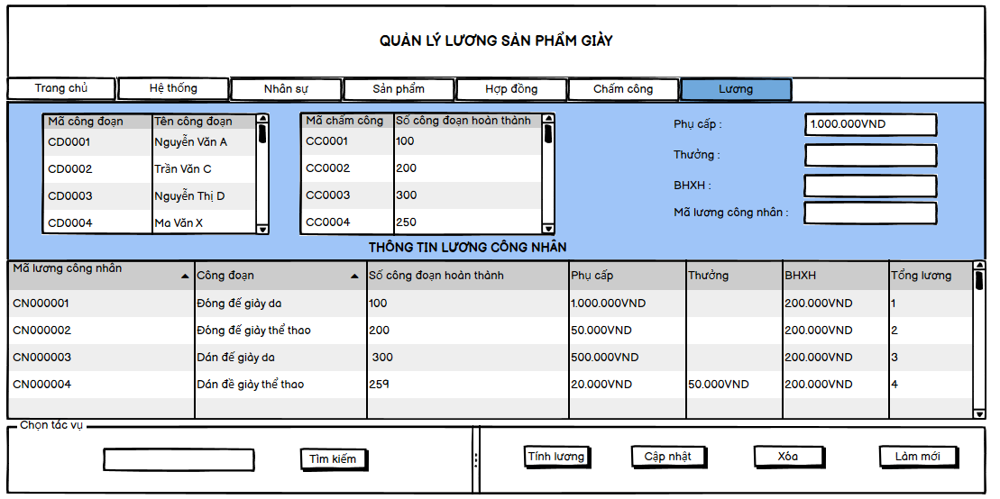 QUẢN LÝ LƯƠNG SẢN PHẨM GIÀY
Trang chủ Hệ thống Nhân sự Sản phẩm Hợp đồng Chấm công Lương
Mã công đoạn Tên công đoạn
CD0001 Nguyễn Văn A
CD0002 Trần Văn C
CD0003 Nguyễn Thị D
CD0004 Ma Văn X
Mã chấm công Số công đoạn hoàn thành
CC0001 100
CC0002 200
CC0003 300
CC0004 250
Phụ cấp : 1.000.000VND
Thưởng :
BHXH :
Mã lương công nhân :
THÔNG TIN LƯƠNG CÔNG NHÂN
Mã lương công nhân Công đoạn Số công đoạn hoàn thành Phụ cấp Thưởng BHXH Tổng lương
CN000001 Đóng đế giày da 100 1.000.000VND 200.000VND 1
CN000002 Đóng đế giày thể thao 200 50.000VND 200.000VND 2
CN000003 Dán đế giày da 300 500.000VND 200.000VND 3
CN000004 Dán đề giày thể thao 259 20.000VND 50.000VND 200.000VND 4
Chọn tác vụ
Tìm kiếm Tính lương Cập nhật Xóa Làm mới